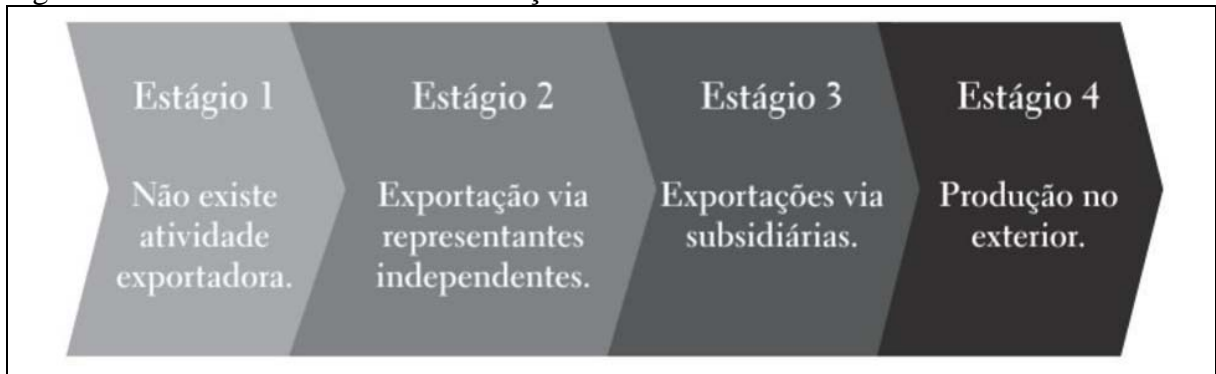 Estágio 1
Não existe
atividade
exportadora.
Estágio 2
Exportação via
representantes
independentes.
Estágio 3
Exportações via
subsidiárias.
Estágio 4
Produção no
exterior.